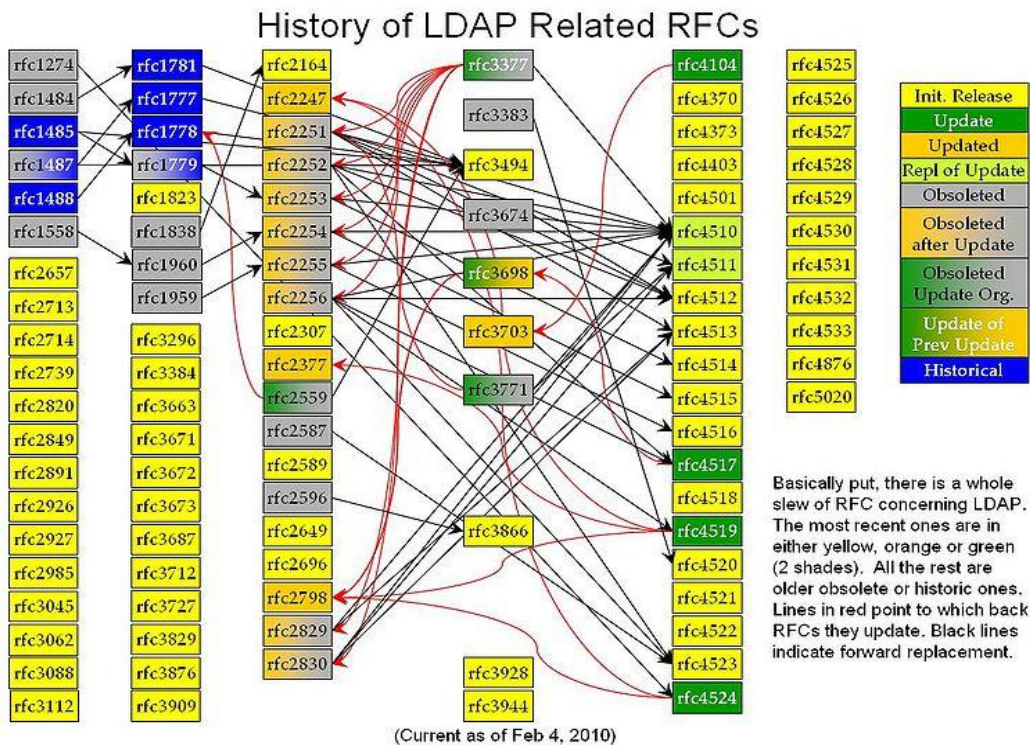 History of LDAP Related RFCs
rfc1274
rfc1484
rfc1485
rfc1487
rfc1488
rfc1558
rfc2657
rfc2713
rfc2714
rfc2739
rfc2820
rfc2849
rfc2891
rfc2926
rfc2927
rfc2985
rfc3045
rfc3062
rfc3088
rfc3112
rfc1781
rfc1777
rfc1778
rfc1779
rfc1823
rfc1838
rfc1960
rfc1959
rfc3296
rfc3384
rfc3663
rfc3671
rfc3672
rfc3673
rfc3687
rfc3712
rfc3727
rfc3829
rfc3876
rfc3909
rfc2164
rfc2247
rfc2251
rfc2252
rfc2253
rfc2254
rfc2255
rfc2256
rfc2307
rfc2377
rfc2559
rfc2587
rfc2589
rfc2596
rfc2649
rfc2696
rfc2798
rfc2829
rfc2830
rfc3377
rfc3383
rfc3494
rfc3674
rfc3698
rfc3703
rfc3771
rfc3866
rfc3928
rfc3944
rfc4104
rfc4370
rfc4373
rfc4403
rfc4501
rfc4510
rfc4511
rfc4512
rfc4513
rfc4514
rfc4515
rfc4516
rfc4517
rfc4518
rfc4519
rfc4520
rfc4521
rfc4522
rfc4523
rfc4524
rfc4525
rfc4526
rfc4527
rfc4528
rfc4529
rfc4530
rfc4531
rfc4532
rfc4533
rfc4876
rfc5020
Init. Release
Update
Updated
Repl of Update
Obsoleted
Obsoleted
after Update
Obsoleted
Update Org.
Update of
Prev Update
Historical
Basically put, there is a whole
slew of RFC concerning LDAP.
The most recent ones are in
either yellow, orange or green
(2 shades). All the rest are
older obsolete or historic ones.
Lines in red point to which back
RFCs they update. Black lines
indicate forward replacement.
(Current as of Feb 4, 2010)